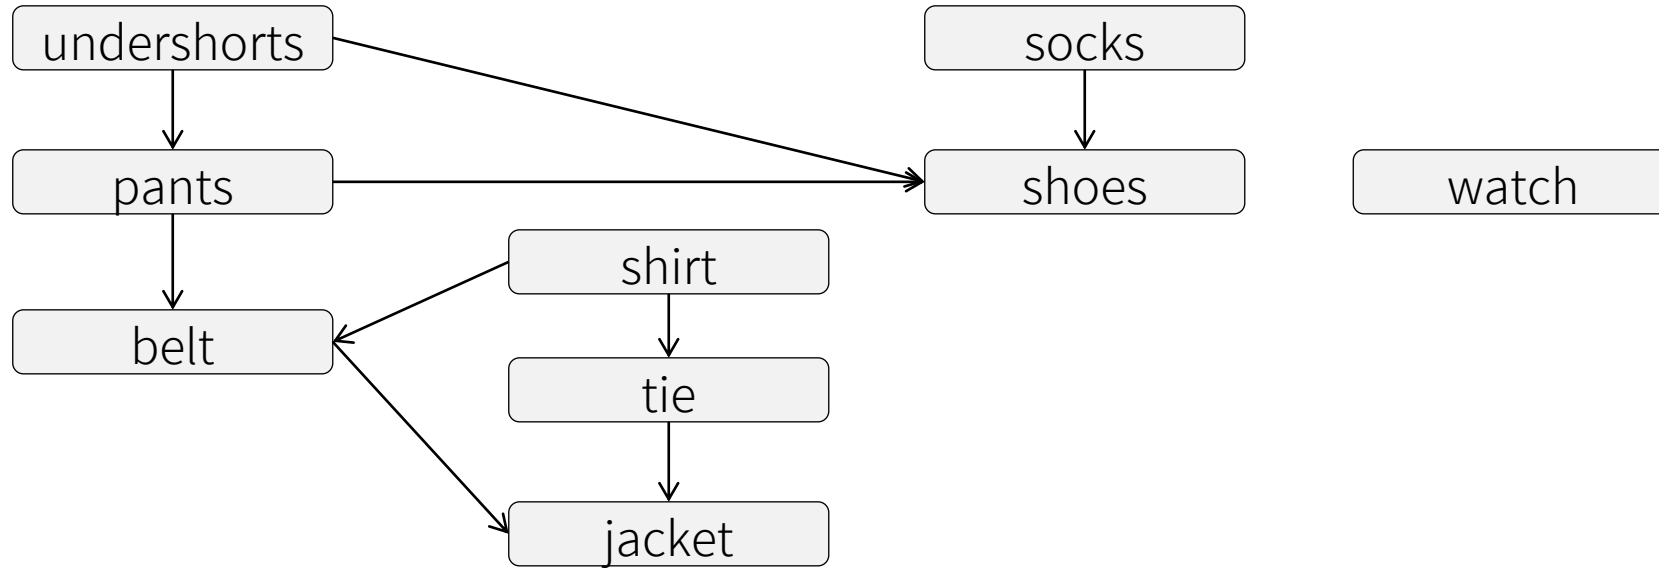 undershorts
socks
pants
shoes
watch
shirt
belt
tie
jacket